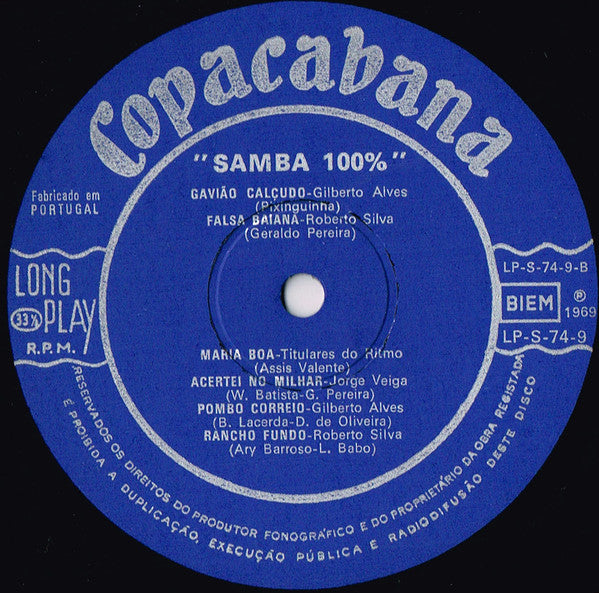 Copacabana
"SAMBA 100%"
GAVIÃO CALÇUDO-Gilberto Alves
(Pixinguinha)
FALSA BAIANA-Roberto Silva
(Geraldo Pereira)
Fabricado em
PORTUGAL
LONG
33⅓ PLAY
R.P.M.
LP-S-74-9-B
BIEM ℗
1969
LP-S-74-9
MARIA BOA-Titulares do Ritmo
(Assis Valente)
ACERTEI NO MILHAR-Jorge Veiga
(W. Batista-G. Pereira)
POMBO CORREIO-Gilberto Alves
(B. Lacerda-D. de Oliveira)
RANCHO FUNDO-Roberto Silva
(Ary Barroso-L. Babo)
RESERVADOS OS DIREITOS DO PRODUTOR FONOGRÁFICO E DO PROPRIETÁRIO DA OBRA REGISTADA
É PROIBIDA A DUPLICAÇÃO, EXECUÇÃO PÚBLICA E RADIODIFUSÃO DESTE DISCO